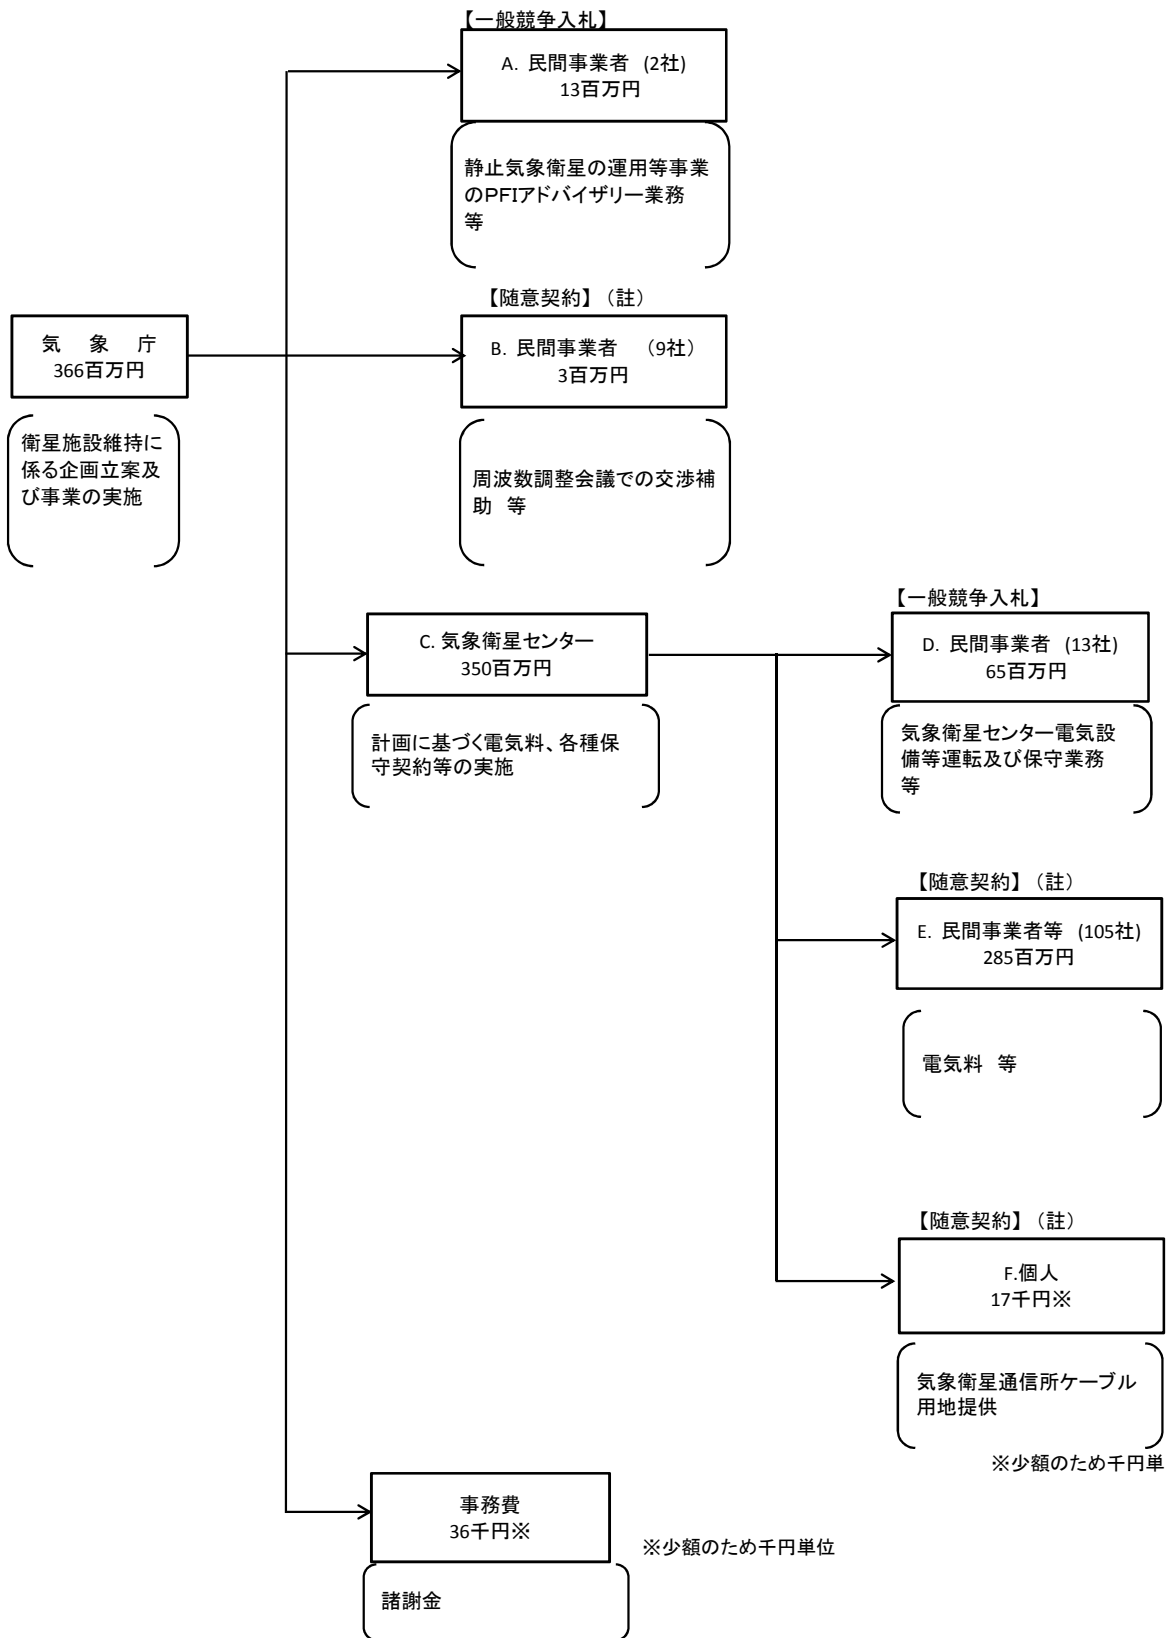 【一般競争入札】
A. 民間事業者 (2社)
13百万円
静止気象衛星の運用等事業
のPFIアドバイザリー業務
等
【随意契約】（註）
気 象 庁
366百万円
B. 民間事業者 （9社）
3百万円
衛星施設維持に
係る企画立案及
び事業の実施
周波数調整会議での交渉補
助 等
【一般競争入札】
C. 気象衛星センター
350百万円
D. 民間事業者 (13社)
65百万円
計画に基づく電気料、各種保
守契約等の実施
気象衛星センター電気設
備等運転及び保守業務
等
【随意契約】（註）
E. 民間事業者等 (105社)
285百万円
電気料 等
【随意契約】（註）
F.個人
17千円※
気象衛星通信所ケーブル
用地提供
※少額のため千円単
事務費
36千円※
※少額のため千円単位
諸謝金